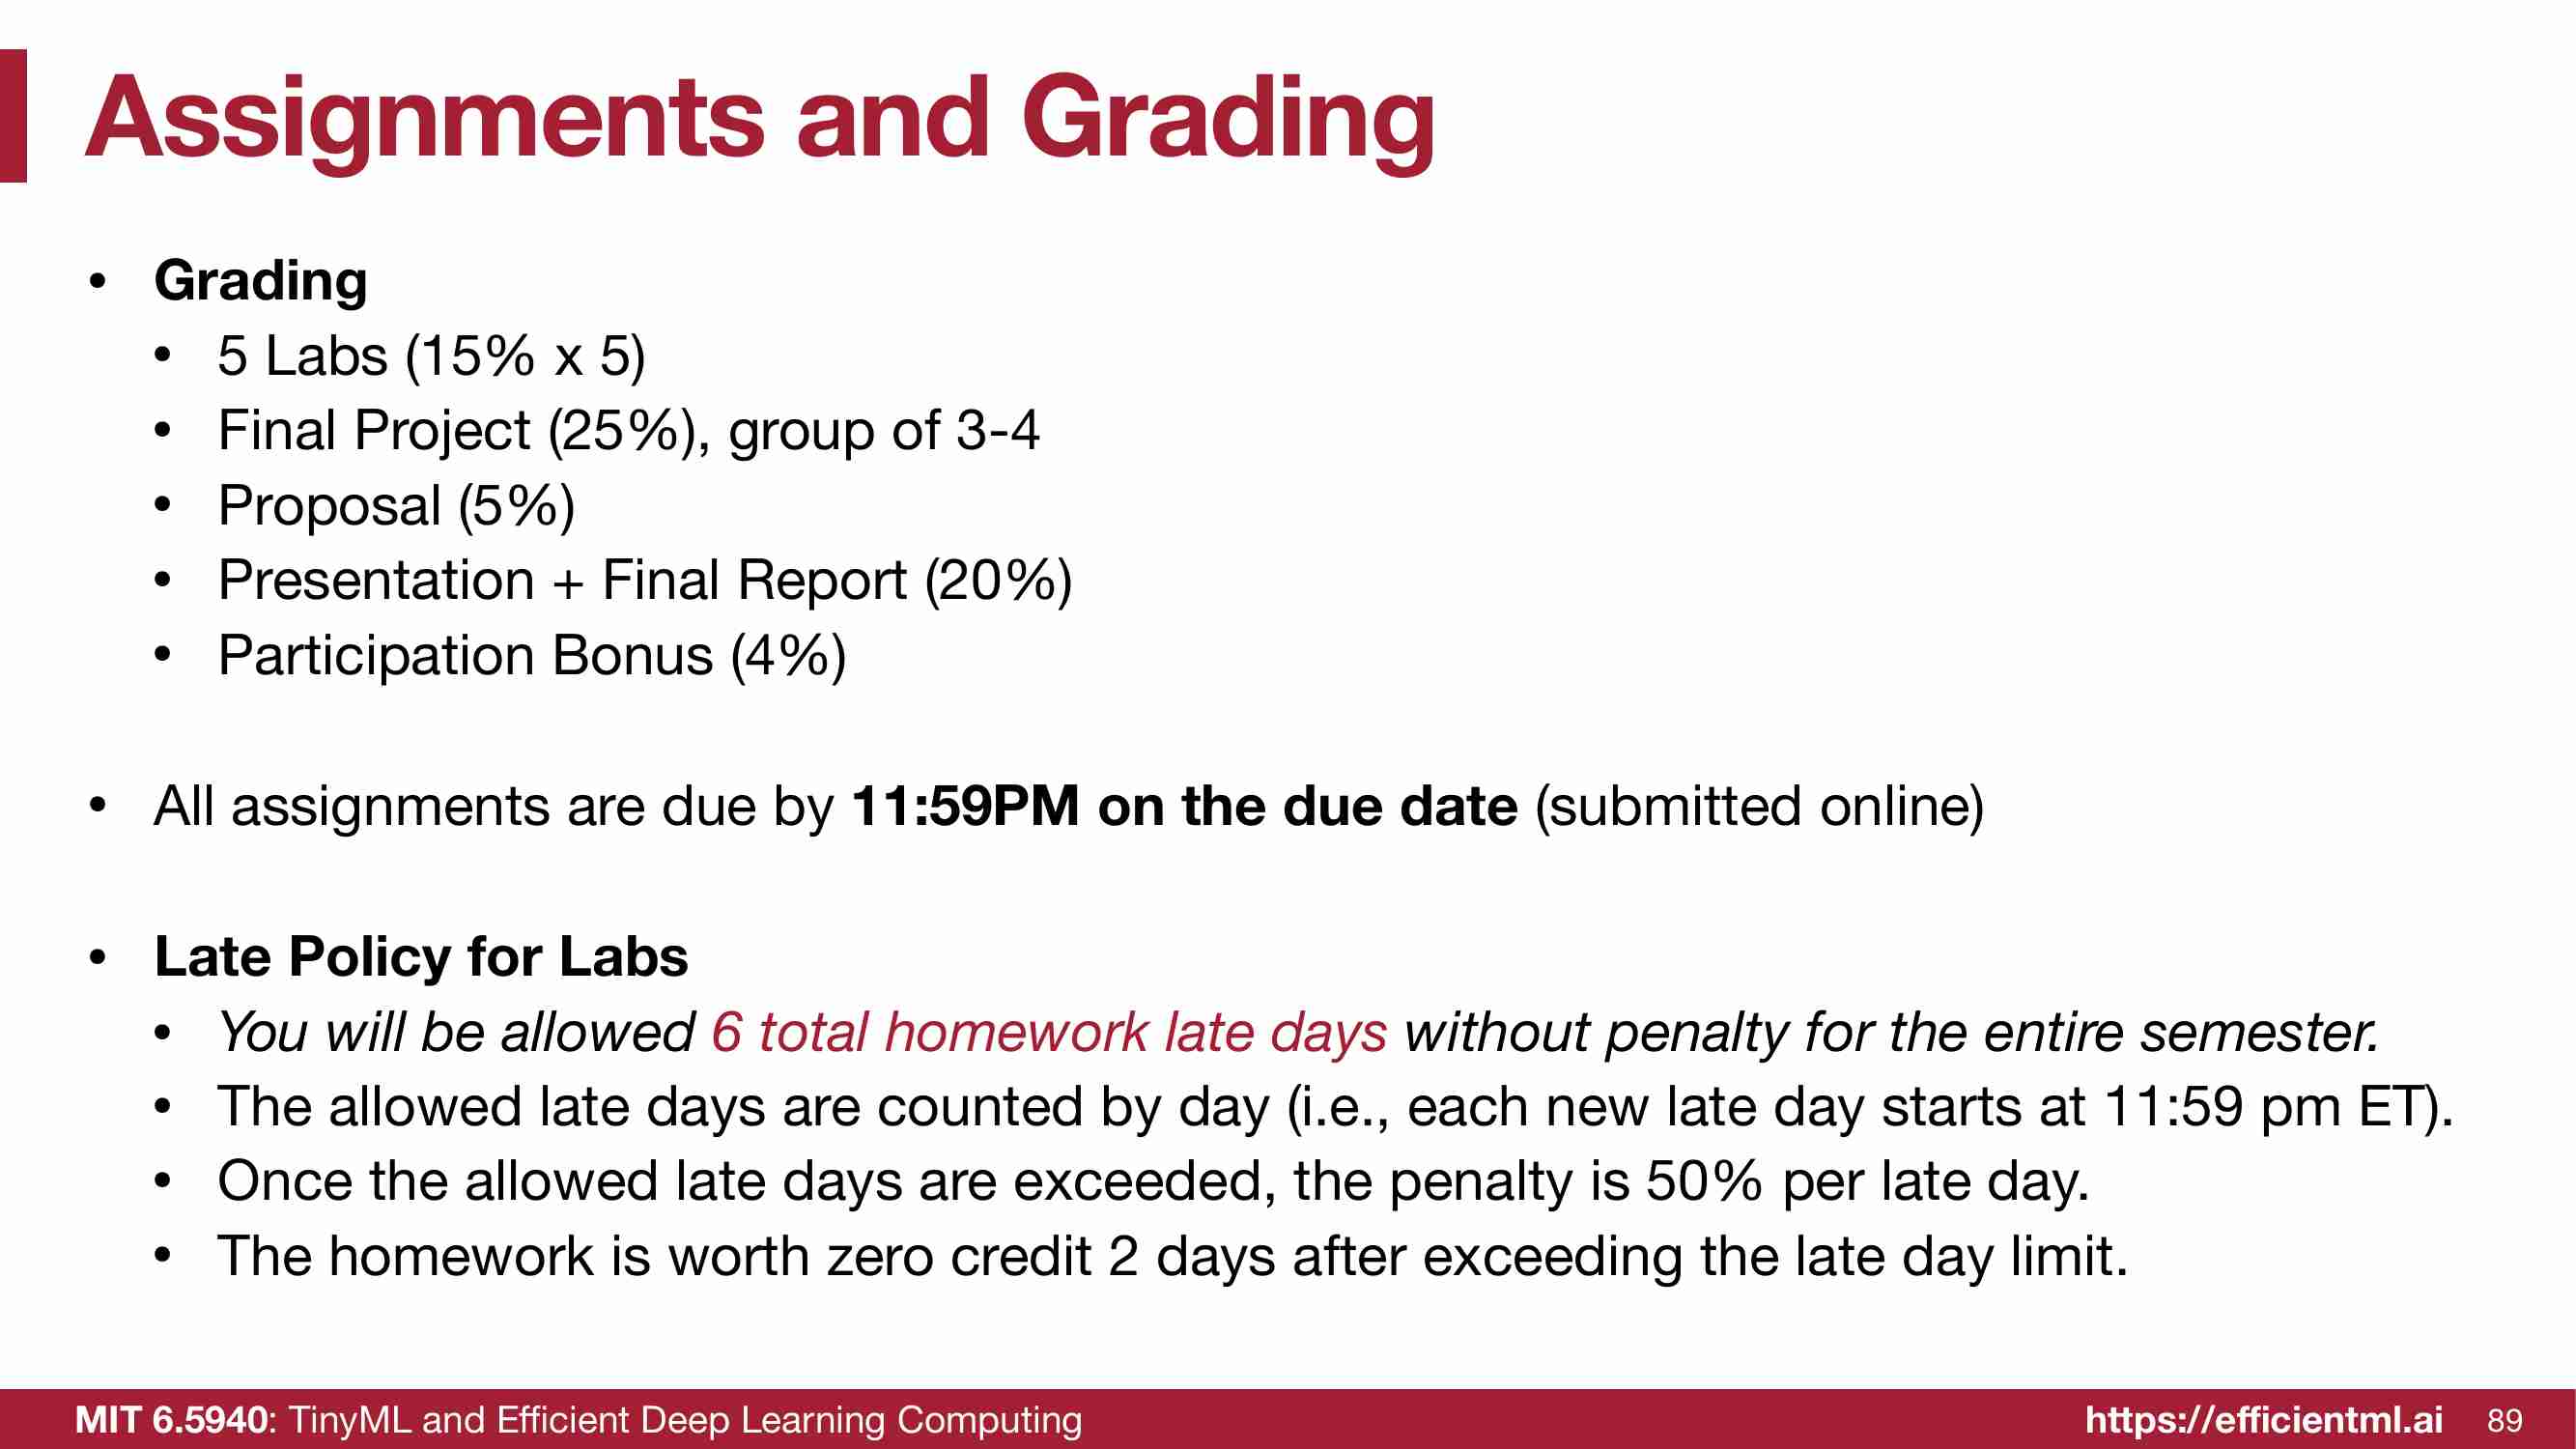 Assignments and Grading
• Grading
• 5 Labs (15% x 5)
• Final Project (25%), group of 3-4
• Proposal (5%)
• Presentation + Final Report (20%)
• Participation Bonus (4%)
• All assignments are due by 11:59PM on the due date (submitted online)
• Late Policy for Labs
• You will be allowed 6 total homework late days without penalty for the entire semester.
• The allowed late days are counted by day (i.e., each new late day starts at 11:59 pm ET).
• Once the allowed late days are exceeded, the penalty is 50% per late day.
• The homework is worth zero credit 2 days after exceeding the late day limit.
MIT 6.5940: TinyML and Efficient Deep Learning Computing https://efficientml.ai 89